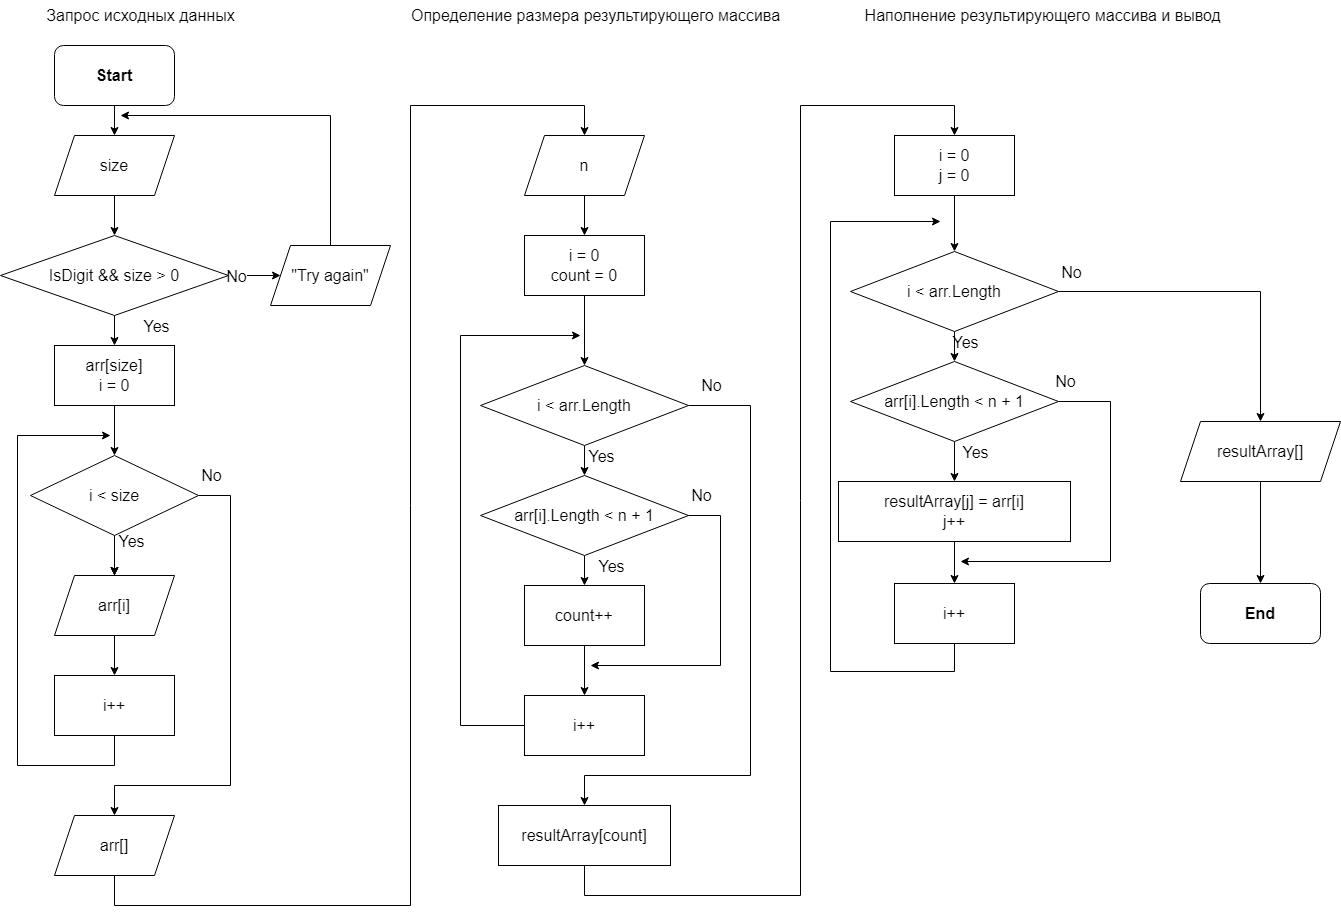 Запрос исходных данных
Start
size
IsDigit && size > 0
No
"Try again"
Yes
arr[size]
i = 0
i < size
No
Yes
arr[i]
i++
arr[]
Определение размера результирующего массива
n
i = 0
count = 0
i < arr.Length
No
Yes
arr[i].Length < n + 1
No
Yes
count++
i++
resultArray[count]
Наполнение результирующего массива и вывод
i = 0
j = 0
i < arr.Length
No
Yes
arr[i].Length < n + 1
No
Yes
resultArray[j] = arr[i]
j++
i++
resultArray[]
End